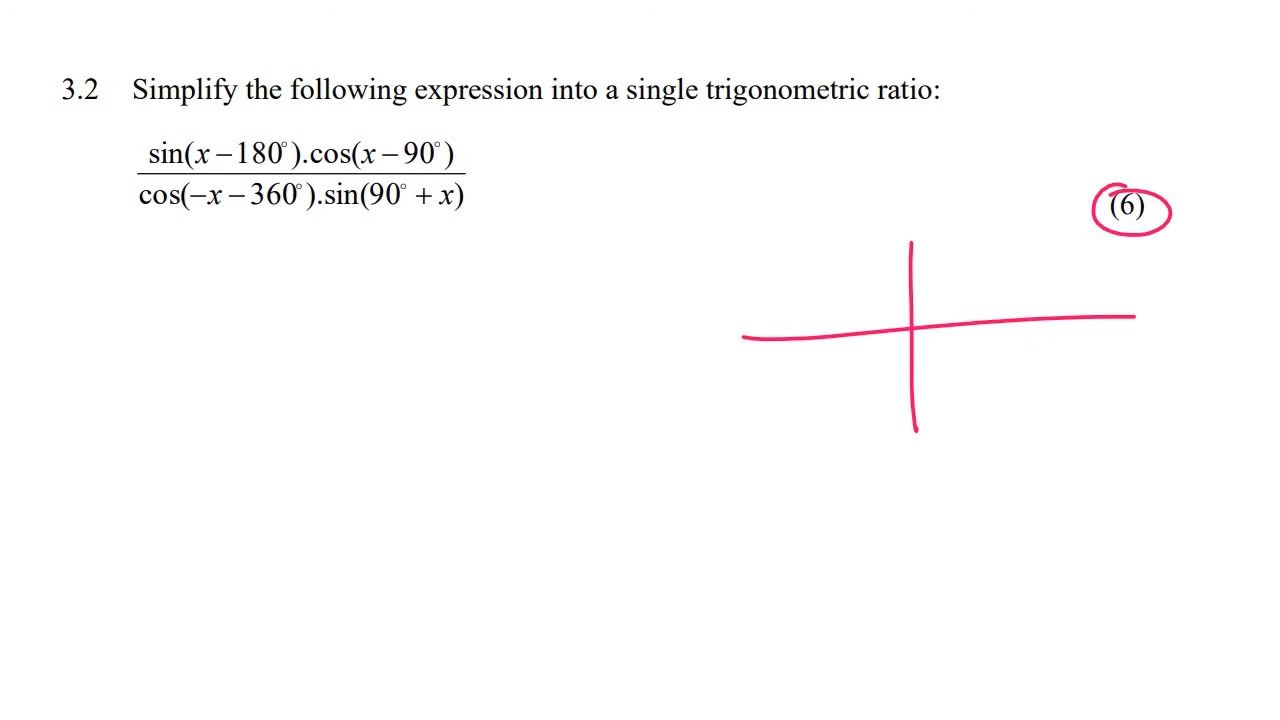 3.2 Simplify the following expression into a single trigonometric ratio:
sin(x − 180°).cos(x − 90°)
cos(−x − 360°).sin(90° + x)
(6)